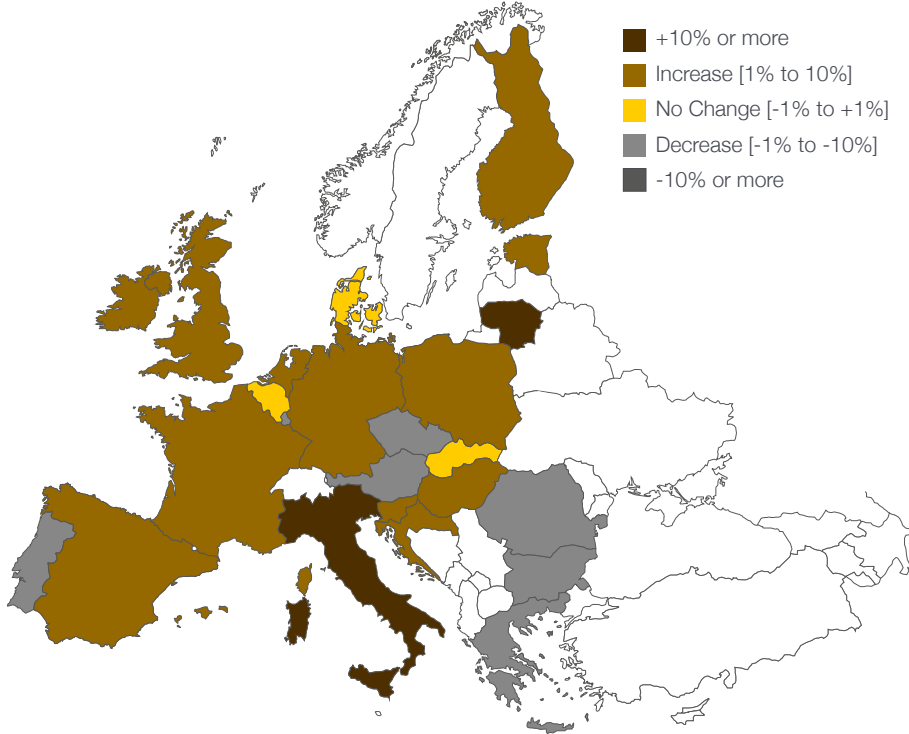 +10% or more
Increase [1% to 10%]
No Change [-1% to +1%]
Decrease [-1% to -10%]
-10% or more